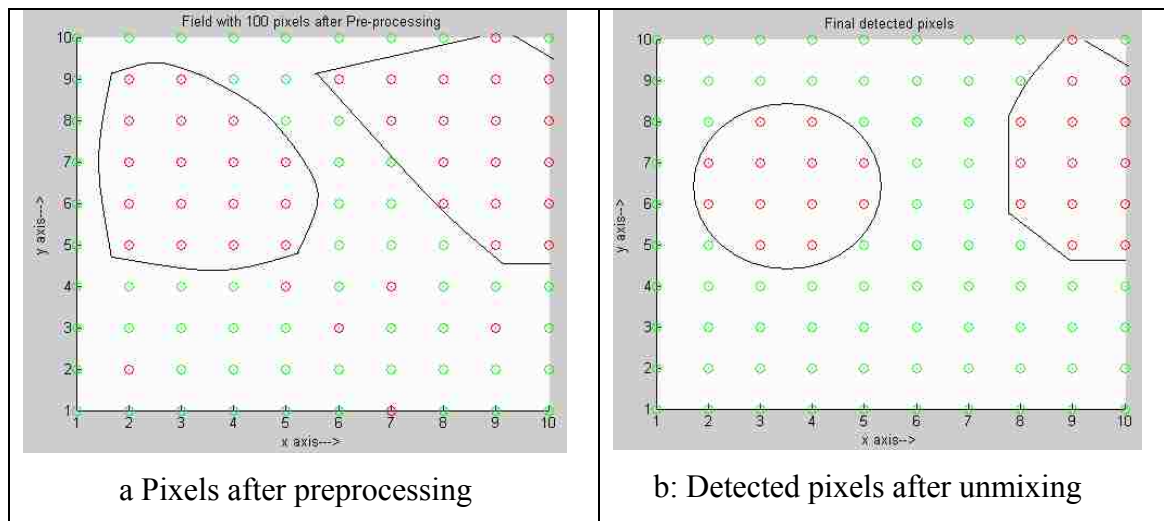 Field with 100 pixels after Pre-processing
10
9
8
7
6
5
4
3
2
1
1 2 3 4 5 6 7 8 9 10
y axis--->
x axis--->
a Pixels after preprocessing
Final detected pixels
10
9
8
7
6
5
4
3
2
1
1 2 3 4 5 6 7 8 9 10
y axis-->
x axis-->
b: Detected pixels after unmixing